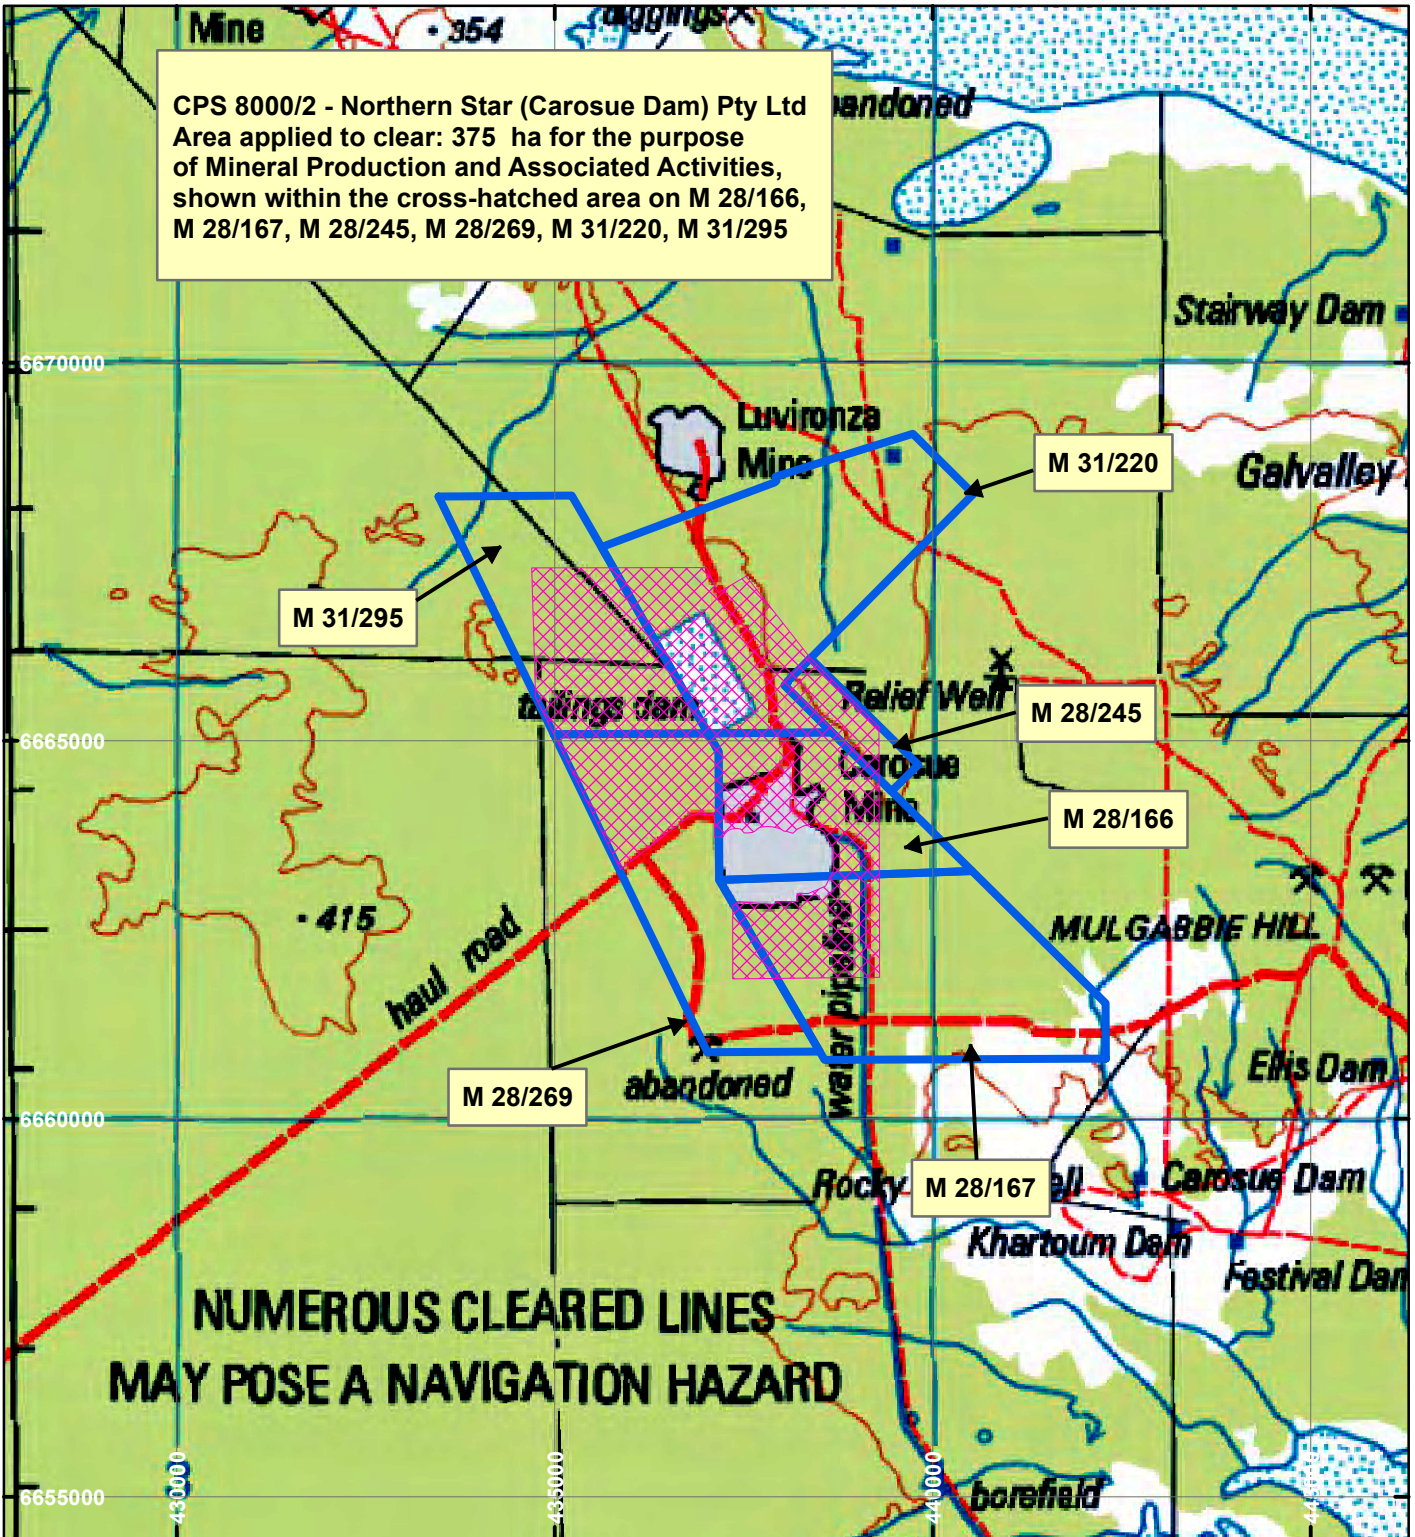 Mine
354
diggings
CPS 8000/2 - Northern Star (Carosue Dam) Pty Ltd
Area applied to clear: 375 ha for the purpose
of Mineral Production and Associated Activities,
shown within the cross-hatched area on M 28/166,
M 28/167, M 28/245, M 28/269, M 31/220, M 31/295
Stairway Dam
6670000
Luvironza
Mine
M 31/220
Galvalley
M 31/295
tailings dam
Relief Well
M 28/245
6665000
Carosue
Mine
M 28/166
415
haul road
MULGABBIE HILL
water pipeline
M 28/269
abandoned
Ellis Dam
6660000
Rocky
M 28/167
Carosue Dam
Khartoum Dam
Festival Dam
NUMEROUS CLEARED LINES
MAY POSE A NAVIGATION HAZARD
430000
435000
440000
445000
6655000
borefield